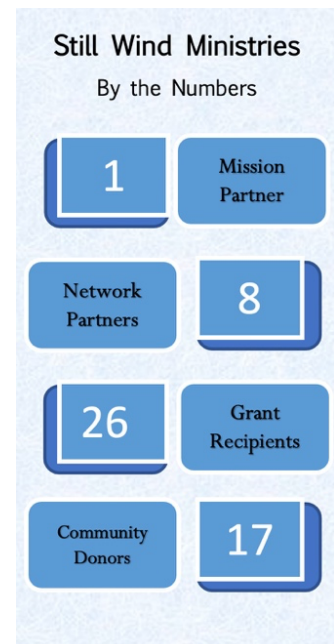 Still Wind Ministries
By the Numbers
1
Mission
Partner
Network
Partners
8
26
Grant
Recipients
Community
Donors
17